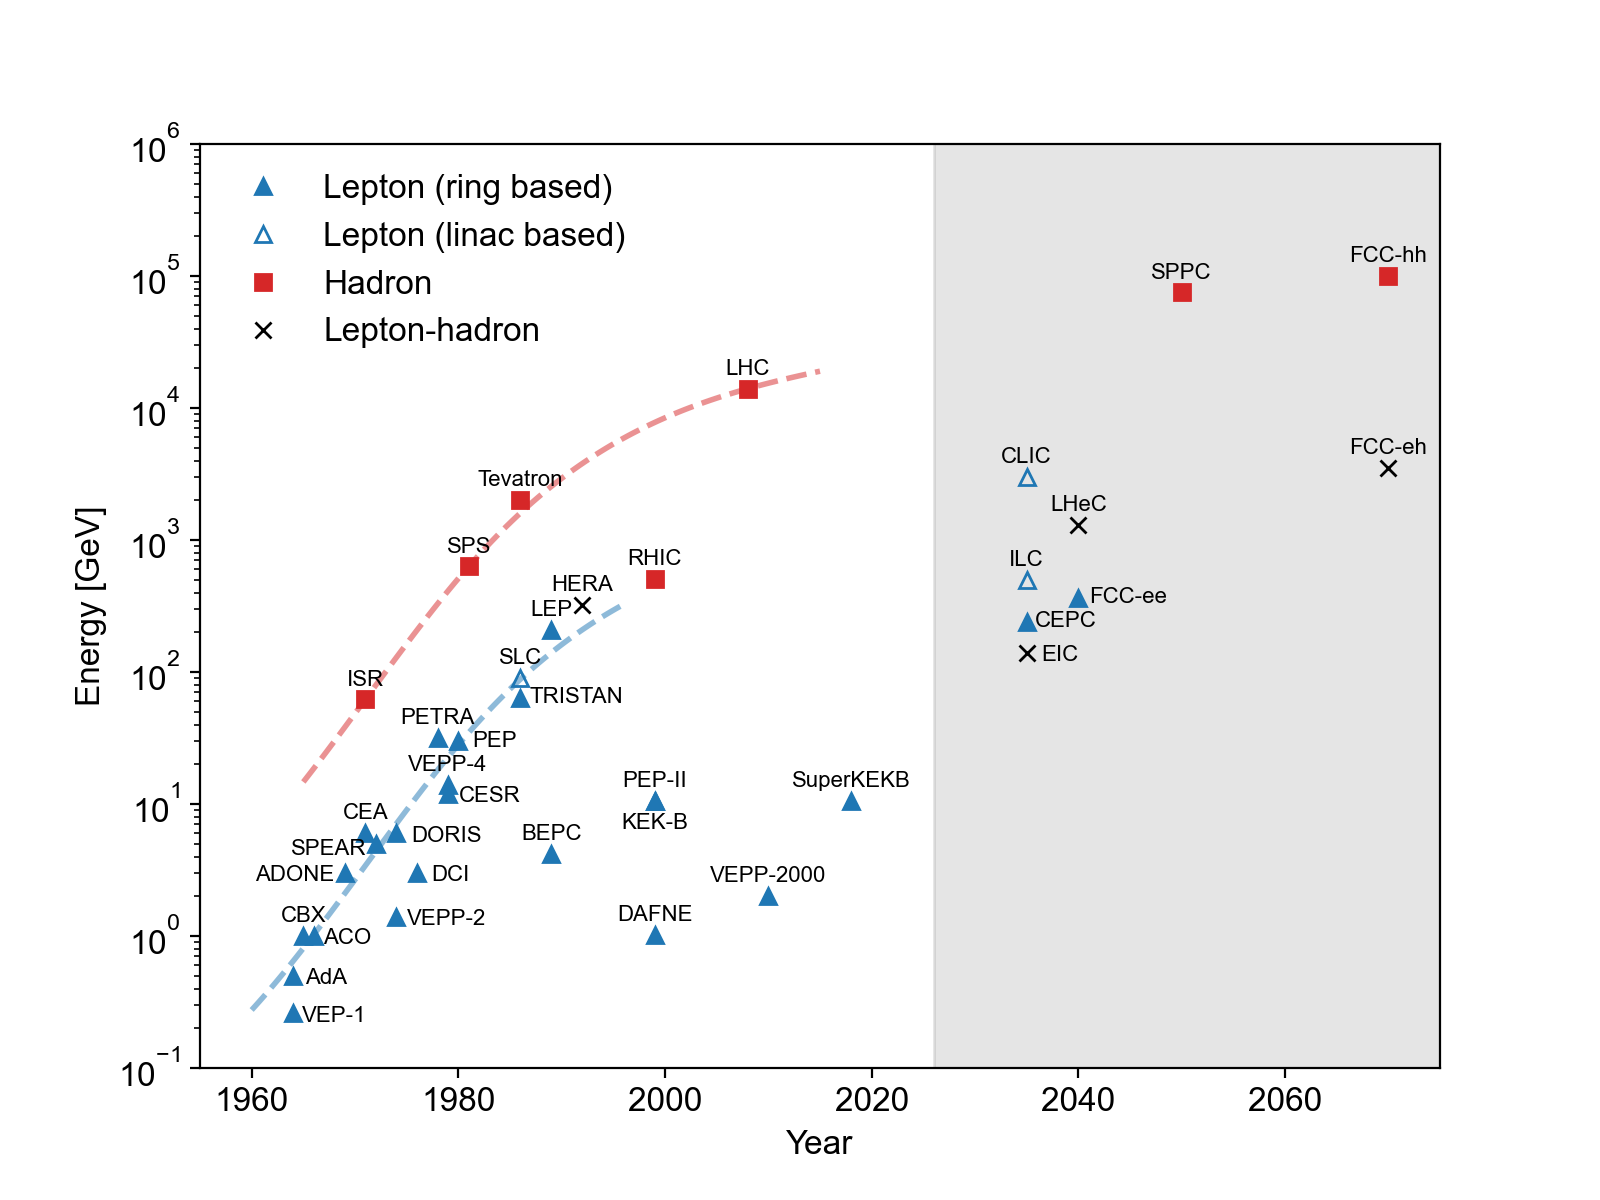 10^6
10^5
10^4
10^3
10^2
10^1
10^0
10^−1
Energy [GeV]
Lepton (ring based)
Lepton (linac based)
Hadron
Lepton-hadron
FCC-hh
SPPC
LHC
FCC-eh
CLIC
Tevatron
LHeC
SPS
RHIC
ILC
HERA
LEP
FCC-ee
CEPC
EIC
SLC
ISR
TRISTAN
PETRA
PEP
VEPP-4
CESR
PEP-II
SuperKEKB
KEK-B
CEA
DORIS
BEPC
SPEAR
ADONE
DCI
VEPP-2000
CBX
VEPP-2
DAFNE
ACO
AdA
VEP-1
1960
1980
2000
2020
2040
2060
Year